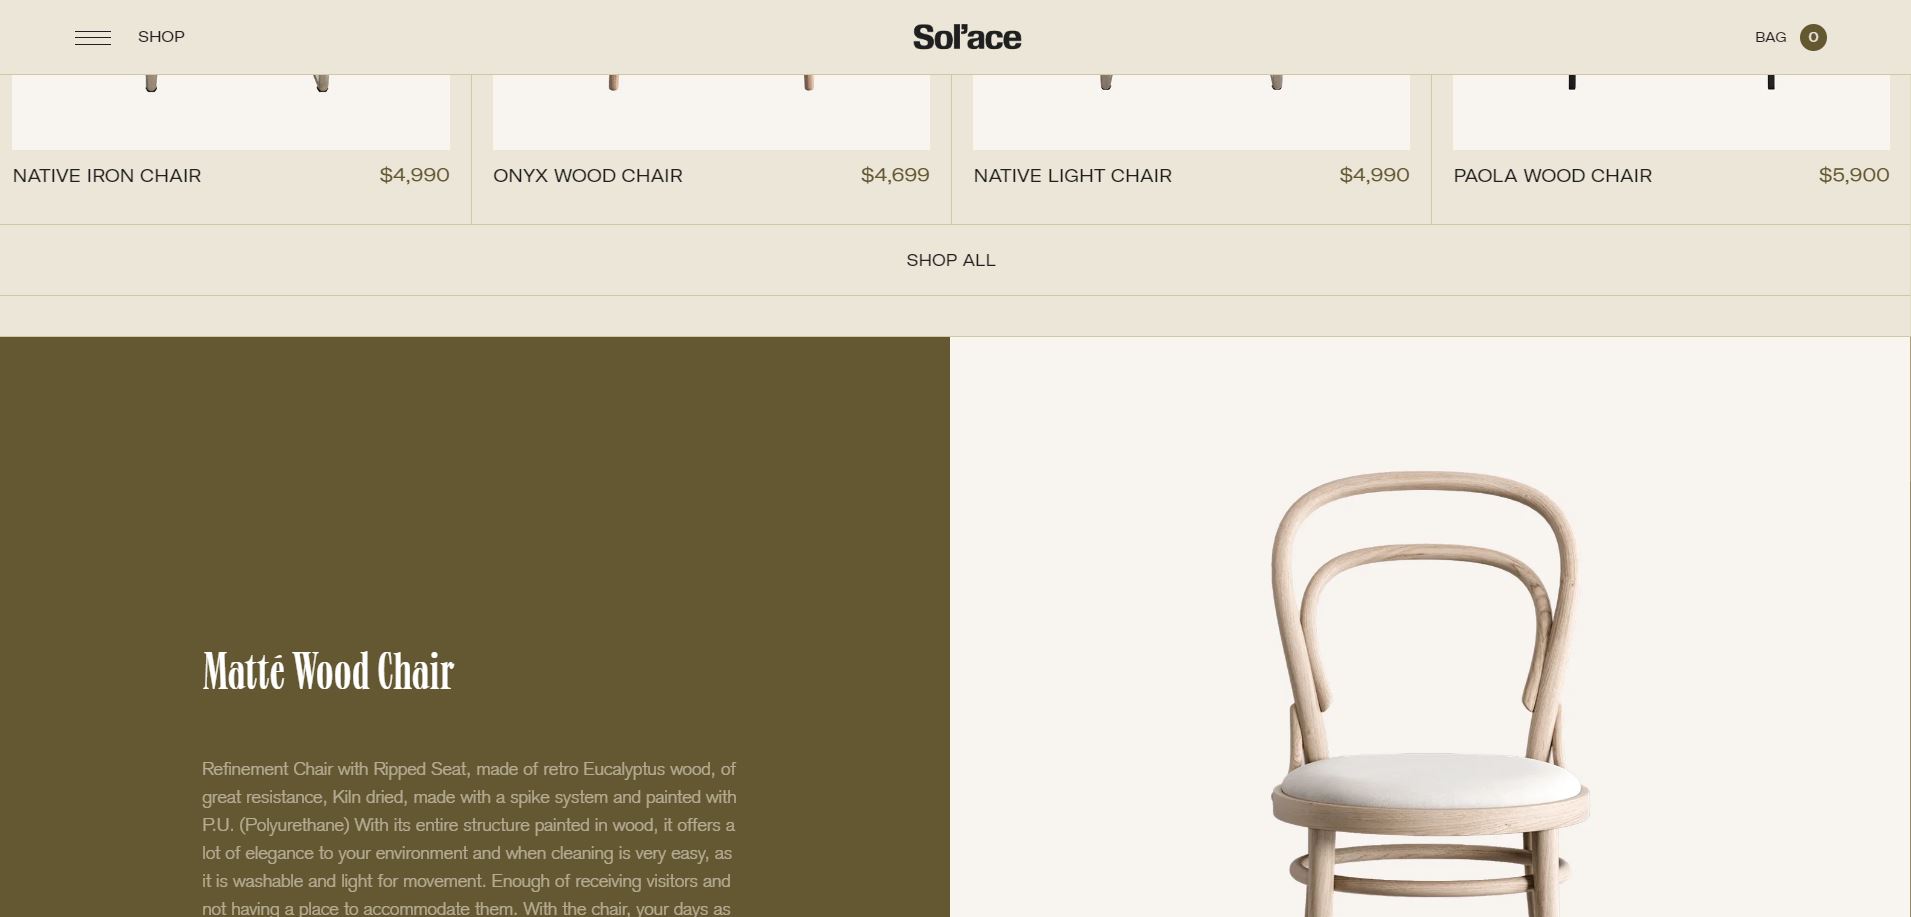 SHOP
Sol'ace
BAG 0
NATIVE IRON CHAIR $4,990
ONYX WOOD CHAIR $4,699
NATIVE LIGHT CHAIR $4,990
PAOLA WOOD CHAIR $5,900
SHOP ALL
Matté Wood Chair
Refinement Chair with Ripped Seat, made of retro Eucalyptus wood, of
great resistance, Kiln dried, made with a spike system and painted with
P.U. (Polyurethane) With its entire structure painted in wood, it offers a
lot of elegance to your environment and when cleaning is very easy, as
it is washable and light for movement. Enough of receiving visitors and
not having a place to accommodate them. With the chair, your days as